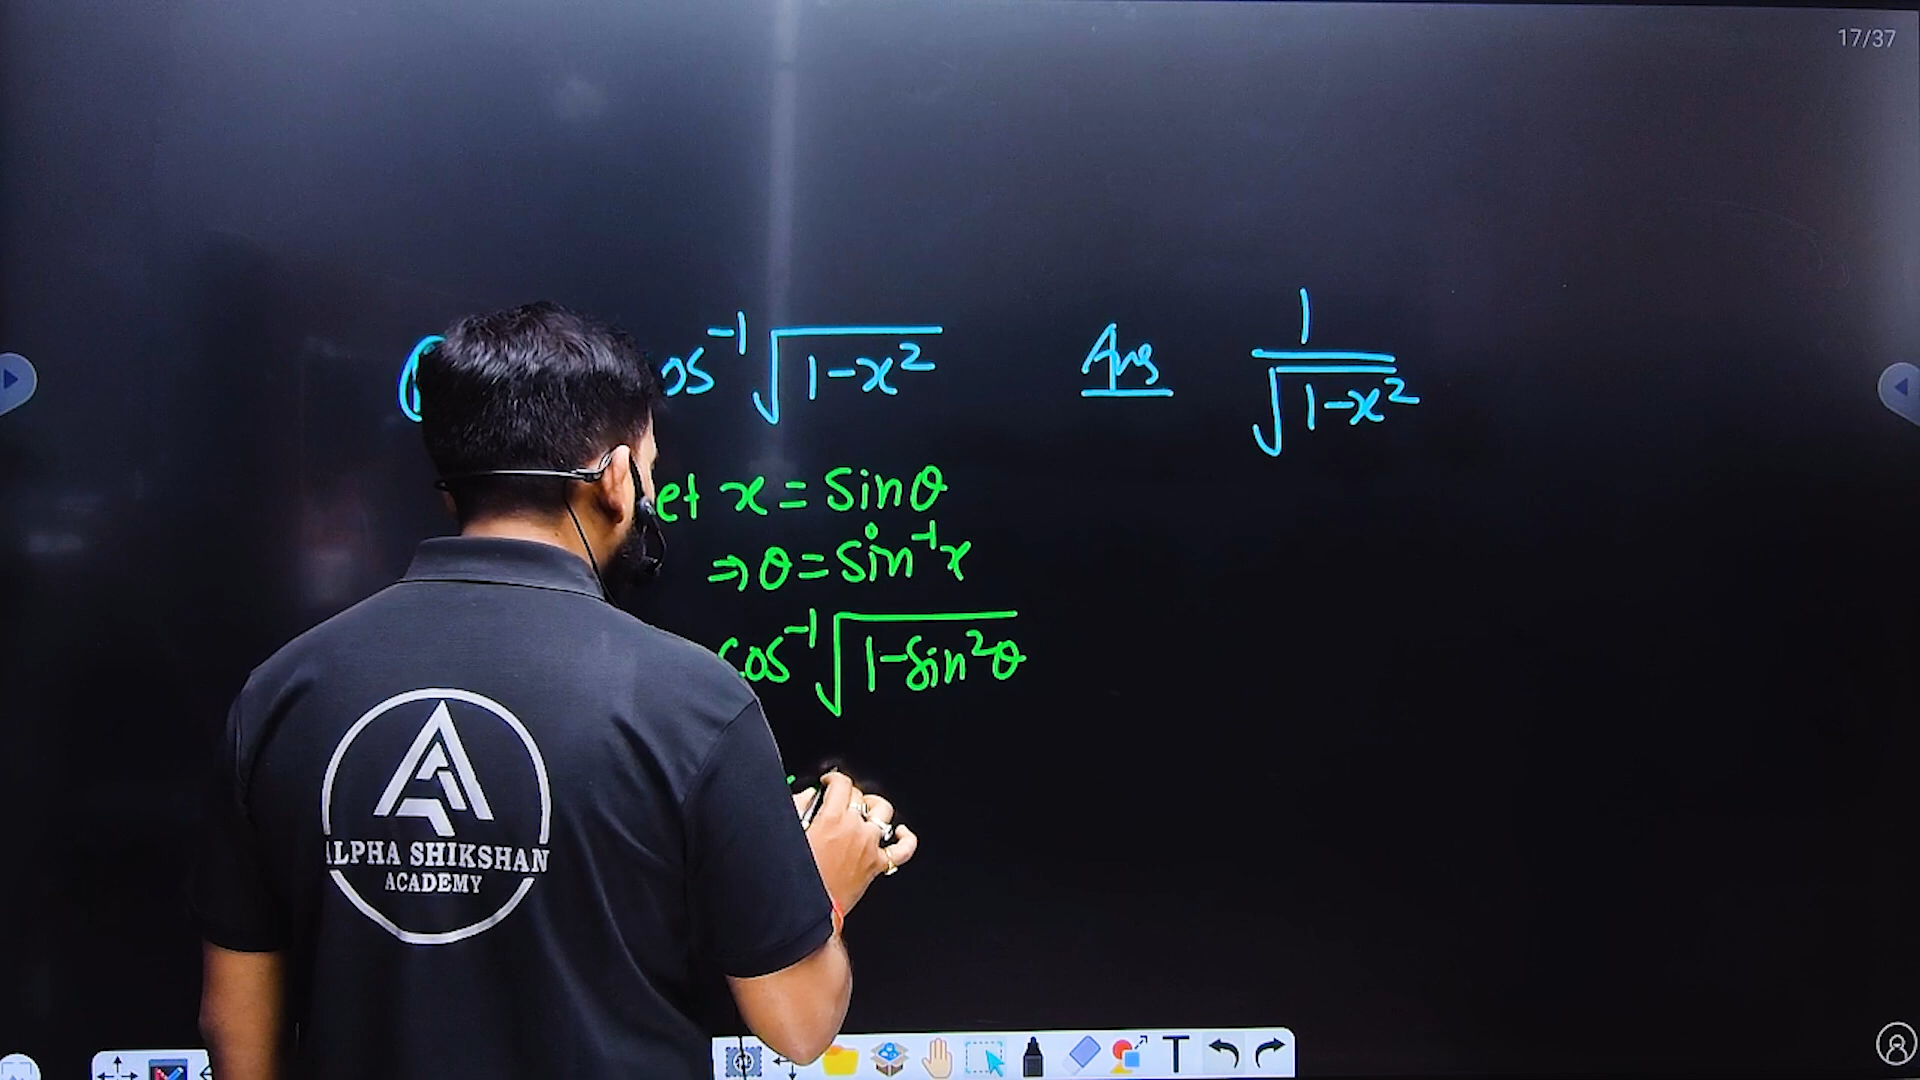 17/37
os⁻¹√(1-x²) Ans 1/√(1-x²)
et x = sinθ
⇒ θ = sin⁻¹x
cos⁻¹√(1-sin²θ)
ALPHA SHIKSHAN
ACADEMY
T